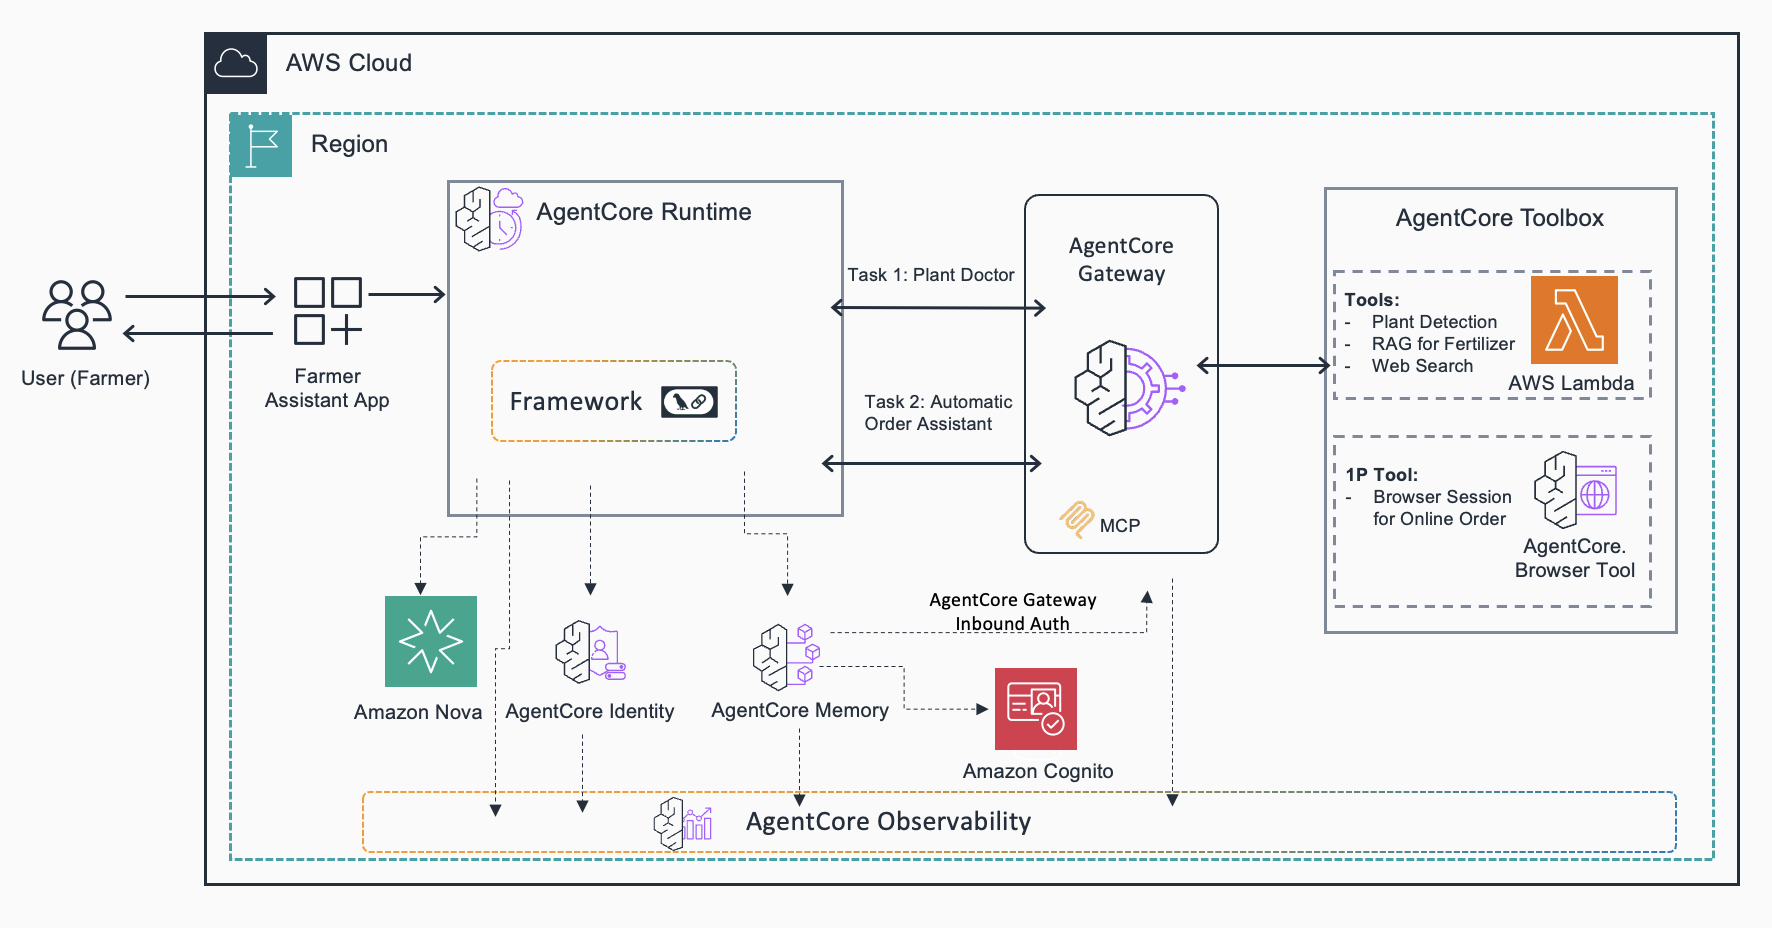 AWS Cloud
Region
AgentCore Runtime
AgentCore
Gateway
AgentCore Toolbox
Task 1: Plant Doctor
Tools:
- Plant Detection
- RAG for Fertilizer
- Web Search
AWS Lambda
User (Farmer)
Farmer
Assistant App
Framework
Task 2: Automatic
Order Assistant
1P Tool:
- Browser Session
for Online Order
AgentCore.
Browser Tool
MCP
AgentCore Gateway
Inbound Auth
Amazon Nova
AgentCore Identity
AgentCore Memory
Amazon Cognito
AgentCore Observability